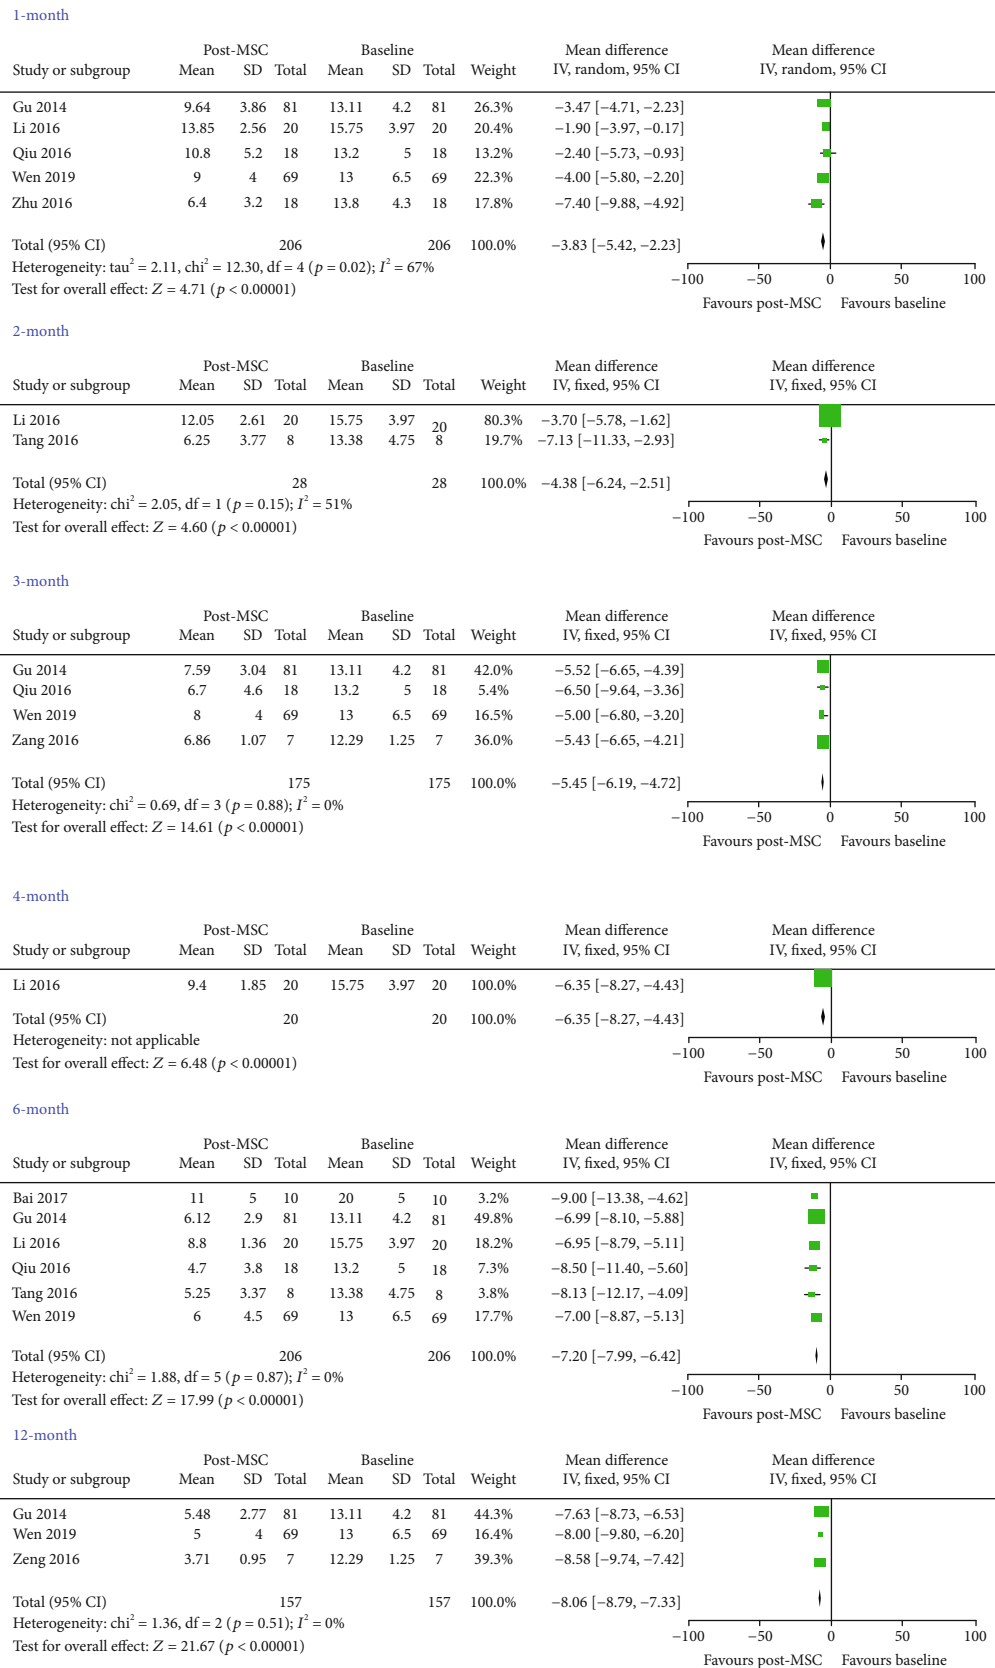 1-month
Post-MSC Baseline Mean difference Mean difference
Study or subgroup Mean SD Total Mean SD Total Weight IV, random, 95% CI IV, random, 95% CI
Gu 2014 9.64 3.86 81 13.11 4.2 81 26.3% −3.47 [−4.71, −2.23]
Li 2016 13.85 2.56 20 15.75 3.97 20 20.4% −1.90 [−3.97, −0.17]
Qiu 2016 10.8 5.2 18 13.2 5 18 13.2% −2.40 [−5.73, −0.93]
Wen 2019 9 4 69 13 6.5 69 22.3% −4.00 [−5.80, −2.20]
Zhu 2016 6.4 3.2 18 13.8 4.3 18 17.8% −7.40 [−9.88, −4.92]
Total (95% CI) 206 206 100.0% −3.83 [−5.42, −2.23]
Heterogeneity: tau² = 2.11, chi² = 12.30, df = 4 (p = 0.02); I² = 67%
Test for overall effect: Z = 4.71 (p < 0.00001)
−100 −50 0 50 100
Favours post-MSC Favours baseline
2-month
Post-MSC Baseline Mean difference Mean difference
Study or subgroup Mean SD Total Mean SD Total Weight IV, fixed, 95% CI IV, fixed, 95% CI
Li 2016 12.05 2.61 20 15.75 3.97 20 80.3% −3.70 [−5.78, −1.62]
Tang 2016 6.25 3.77 8 13.38 4.75 8 19.7% −7.13 [−11.33, −2.93]
Total (95% CI) 28 28 100.0% −4.38 [−6.24, −2.51]
Heterogeneity: chi² = 2.05, df = 1 (p = 0.15); I² = 51%
Test for overall effect: Z = 4.60 (p < 0.00001)
−100 −50 0 50 100
Favours post-MSC Favours baseline
3-month
Post-MSC Baseline Mean difference Mean difference
Study or subgroup Mean SD Total Mean SD Total Weight IV, fixed, 95% CI IV, fixed, 95% CI
Gu 2014 7.59 3.04 81 13.11 4.2 81 42.0% −5.52 [−6.65, −4.39]
Qiu 2016 6.7 4.6 18 13.2 5 18 5.4% −6.50 [−9.64, −3.36]
Wen 2019 8 4 69 13 6.5 69 16.5% −5.00 [−6.80, −3.20]
Zang 2016 6.86 1.07 7 12.29 1.25 7 36.0% −5.43 [−6.65, −4.21]
Total (95% CI) 175 175 100.0% −5.45 [−6.19, −4.72]
Heterogeneity: chi² = 0.69, df = 3 (p = 0.88); I² = 0%
Test for overall effect: Z = 14.61 (p < 0.00001)
−100 −50 0 50 100
Favours post-MSC Favours baseline
4-month
Post-MSC Baseline Mean difference Mean difference
Study or subgroup Mean SD Total Mean SD Total Weight IV, fixed, 95% CI IV, fixed, 95% CI
Li 2016 9.4 1.85 20 15.75 3.97 20 100.0% −6.35 [−8.27, −4.43]
Total (95% CI) 20 20 100.0% −6.35 [−8.27, −4.43]
Heterogeneity: not applicable
Test for overall effect: Z = 6.48 (p < 0.00001)
−100 −50 0 50 100
Favours post-MSC Favours baseline
6-month
Post-MSC Baseline Mean difference Mean difference
Study or subgroup Mean SD Total Mean SD Total Weight IV, fixed, 95% CI IV, fixed, 95% CI
Bai 2017 11 5 10 20 5 10 3.2% −9.00 [−13.38, −4.62]
Gu 2014 6.12 2.9 81 13.11 4.2 81 49.8% −6.99 [−8.10, −5.88]
Li 2016 8.8 1.36 20 15.75 3.97 20 18.2% −6.95 [−8.79, −5.11]
Qiu 2016 4.7 3.8 18 13.2 5 18 7.3% −8.50 [−11.40, −5.60]
Tang 2016 5.25 3.37 8 13.38 4.75 8 3.8% −8.13 [−12.17, −4.09]
Wen 2019 6 4.5 69 13 6.5 69 17.7% −7.00 [−8.87, −5.13]
Total (95% CI) 206 206 100.0% −7.20 [−7.99, −6.42]
Heterogeneity: chi² = 1.88, df = 5 (p = 0.87); I² = 0%
Test for overall effect: Z = 17.99 (p < 0.00001)
−100 −50 0 50 100
Favours post-MSC Favours baseline
12-month
Post-MSC Baseline Mean difference Mean difference
Study or subgroup Mean SD Total Mean SD Total Weight IV, fixed, 95% CI IV, fixed, 95% CI
Gu 2014 5.48 2.77 81 13.11 4.2 81 44.3% −7.63 [−8.73, −6.53]
Wen 2019 5 4 69 13 6.5 69 16.4% −8.00 [−9.80, −6.20]
Zeng 2016 3.71 0.95 7 12.29 1.25 7 39.3% −8.58 [−9.74, −7.42]
Total (95% CI) 157 157 100.0% −8.06 [−8.79, −7.33]
Heterogeneity: chi² = 1.36, df = 2 (p = 0.51); I² = 0%
Test for overall effect: Z = 21.67 (p < 0.00001)
−100 −50 0 50 100
Favours post-MSC Favours baseline